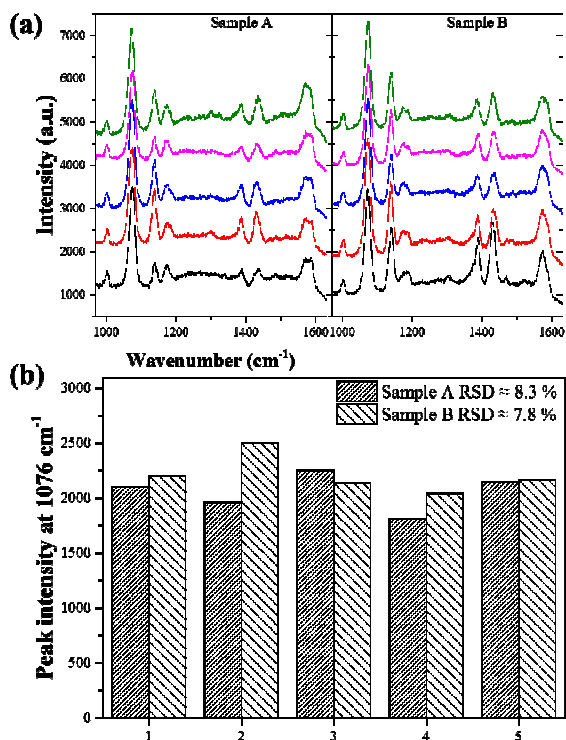 (a)
Sample A
Sample B
Intensity (a.u.)
7000
6000
5000
4000
3000
2000
1000
1000 1200 1400 1600 1000 1200 1400 1600
Wavenumber (cm⁻¹)
(b)
Sample A RSD ≈ 8.3 %
Sample B RSD ≈ 7.8 %
Peak intensity at 1076 cm⁻¹
3000
2500
2000
1500
1000
500
0
1 2 3 4 5